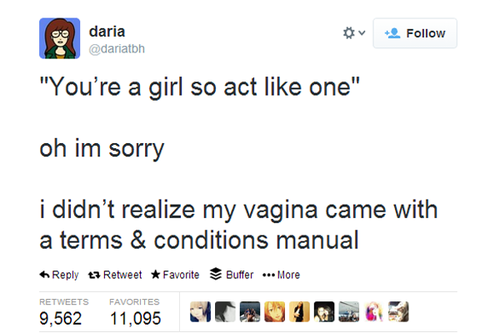 daria
@dariatbh
Follow
"You’re a girl so act like one"
oh im sorry
i didn’t realize my vagina came with
a terms & conditions manual
Reply Retweet Favorite Buffer More
RETWEETS FAVORITES
9,562 11,095